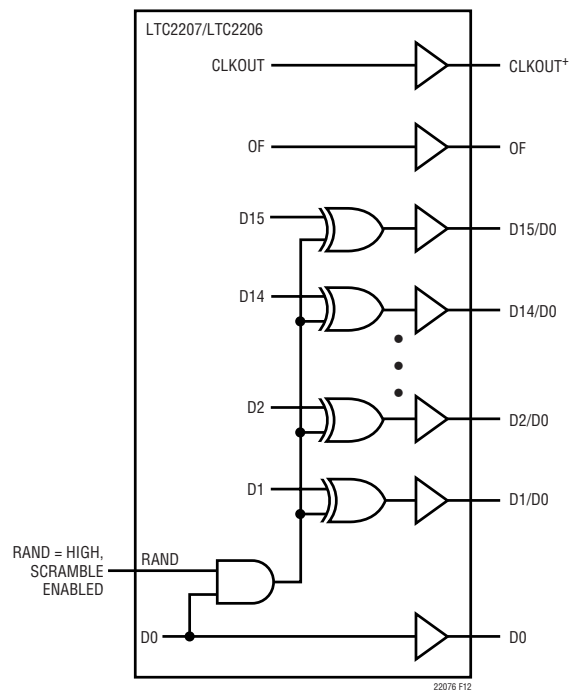 LTC2207/LTC2206
CLKOUT
CLKOUT+
OF
OF
D15
D15/D0
D14
D14/D0
D2
D2/D0
D1
D1/D0
RAND = HIGH,
SCRAMBLE
ENABLED
RAND
D0
D0
22076 F12